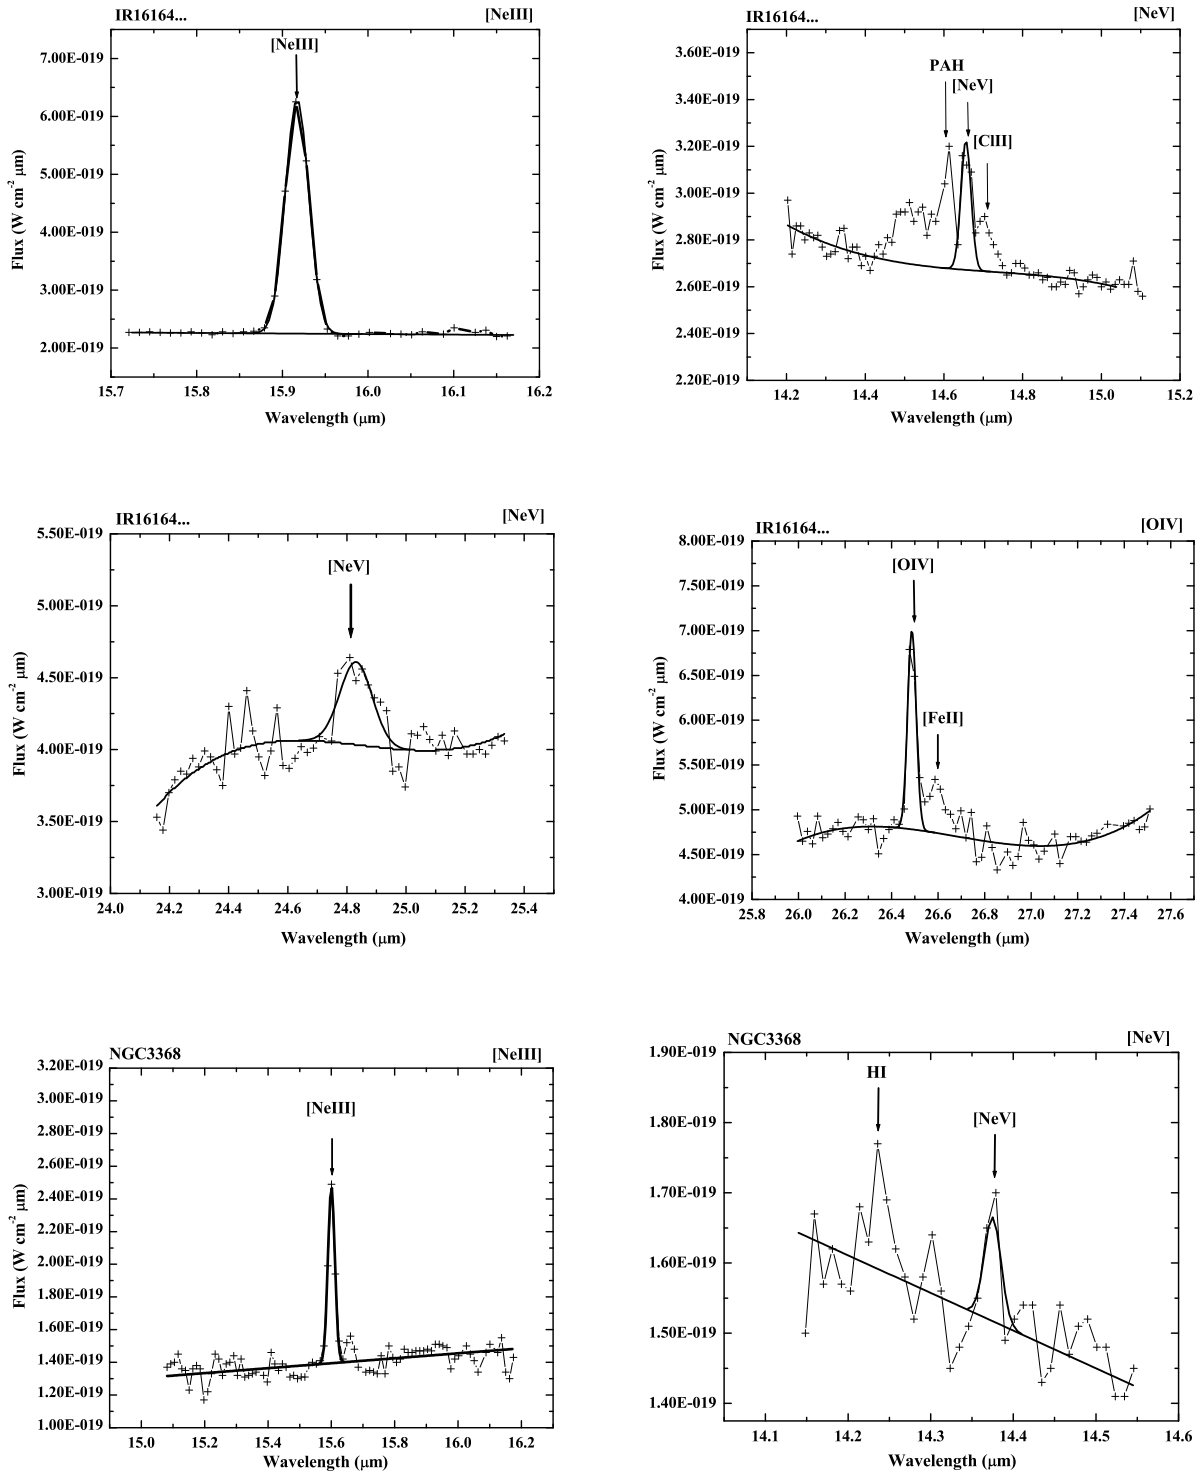 IR16164... [NeIII]
7.00E-019
6.00E-019
5.00E-019
4.00E-019
3.00E-019
2.00E-019
[NeIII]
Flux (W cm-2 μm)
15.7 15.8 15.9 16.0 16.1 16.2
Wavelength (μm)
IR16164... [NeV]
3.60E-019
3.40E-019
3.20E-019
3.00E-019
2.80E-019
2.60E-019
2.40E-019
2.20E-019
PAH
[NeV]
[ClII]
Flux (W cm-2 μm)
14.2 14.4 14.6 14.8 15.0 15.2
Wavelength (μm)
IR16164... [NeV]
5.50E-019
5.00E-019
4.50E-019
4.00E-019
3.50E-019
3.00E-019
[NeV]
Flux (W cm-2 μm)
24.0 24.2 24.4 24.6 24.8 25.0 25.2 25.4
Wavelength (μm)
IR16164... [OIV]
8.00E-019
7.50E-019
7.00E-019
6.50E-019
6.00E-019
5.50E-019
5.00E-019
4.50E-019
4.00E-019
[OIV]
[FeII]
Flux (W cm-2 μm)
25.8 26.0 26.2 26.4 26.6 26.8 27.0 27.2 27.4 27.6
Wavelength (μm)
NGC3368 [NeIII]
3.20E-019
3.00E-019
2.80E-019
2.60E-019
2.40E-019
2.20E-019
2.00E-019
1.80E-019
1.60E-019
1.40E-019
1.20E-019
1.00E-019
[NeIII]
Flux (W cm-2 μm)
15.0 15.2 15.4 15.6 15.8 16.0 16.2
Wavelength (μm)
NGC3368 [NeV]
1.90E-019
1.80E-019
1.70E-019
1.60E-019
1.50E-019
1.40E-019
HI
[NeV]
Flux (W cm-2 μm)
14.1 14.2 14.3 14.4 14.5 14.6
Wavelength (μm)